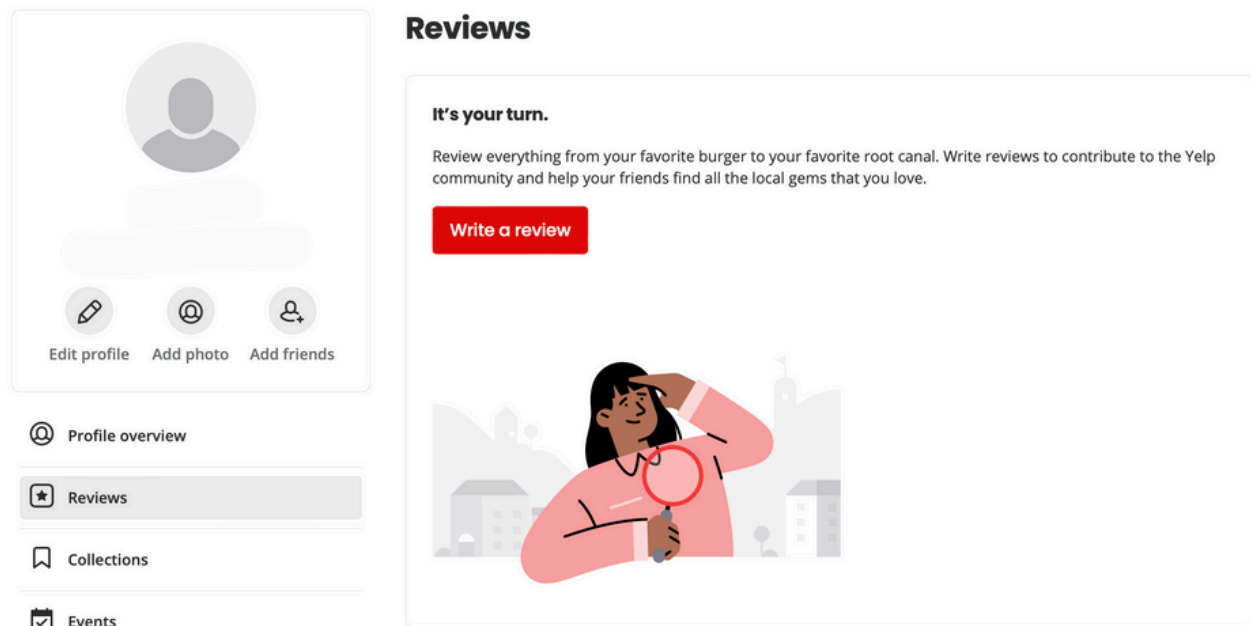 Reviews
It's your turn.
Review everything from your favorite burger to your favorite root canal. Write reviews to contribute to the Yelp
community and help your friends find all the local gems that you love.
Write a review
Edit profile
Add photo
Add friends
Profile overview
Reviews
Collections
Events